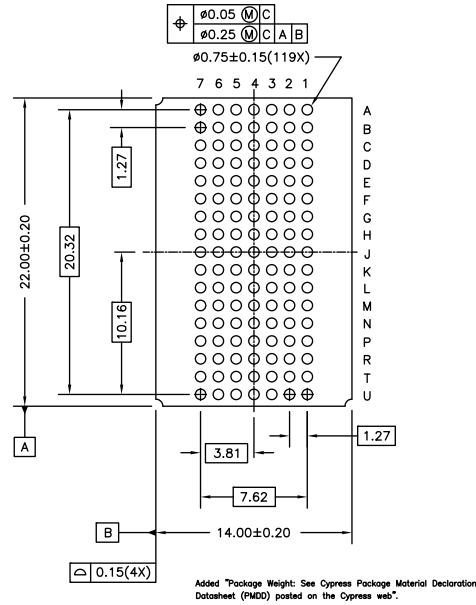 ⌖ ø0.05 Ⓜ C
ø0.25 Ⓜ C A B
ø0.75±0.15(119X)
7 6 5 4 3 2 1
A
B
C
D
E
F
G
H
J
K
L
M
N
P
R
T
U
1.27
22.00±0.20
20.32
10.16
A
3.81
1.27
7.62
B
14.00±0.20
⌓ 0.15(4X)
Added "Package Weight: See Cypress Package Material Declaration
Datasheet (PMDD) posted on the Cypress web".